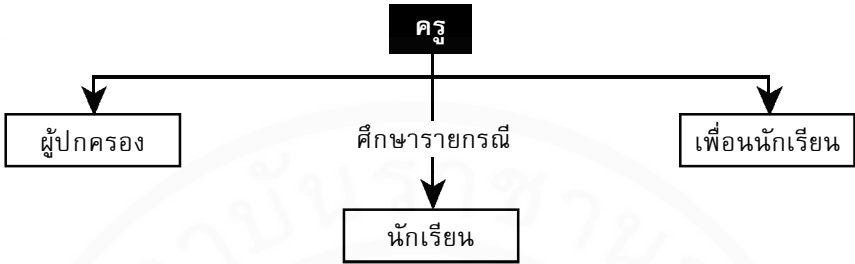 ครู
ผู้ปกครอง
ศึกษารายกรณี
เพื่อนนักเรียน
นักเรียน